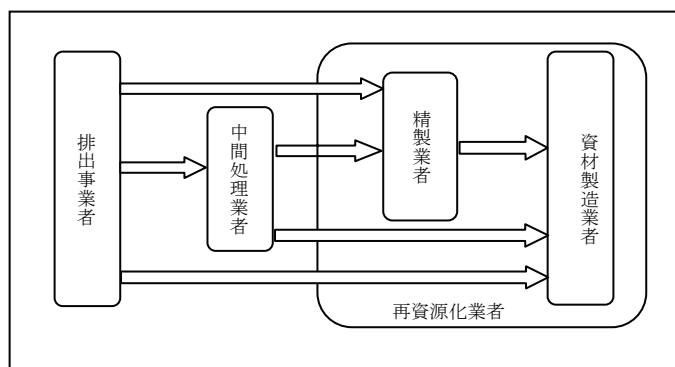 排出事業者
中間処理業者
精製業者
資材製造業者
再資源化業者